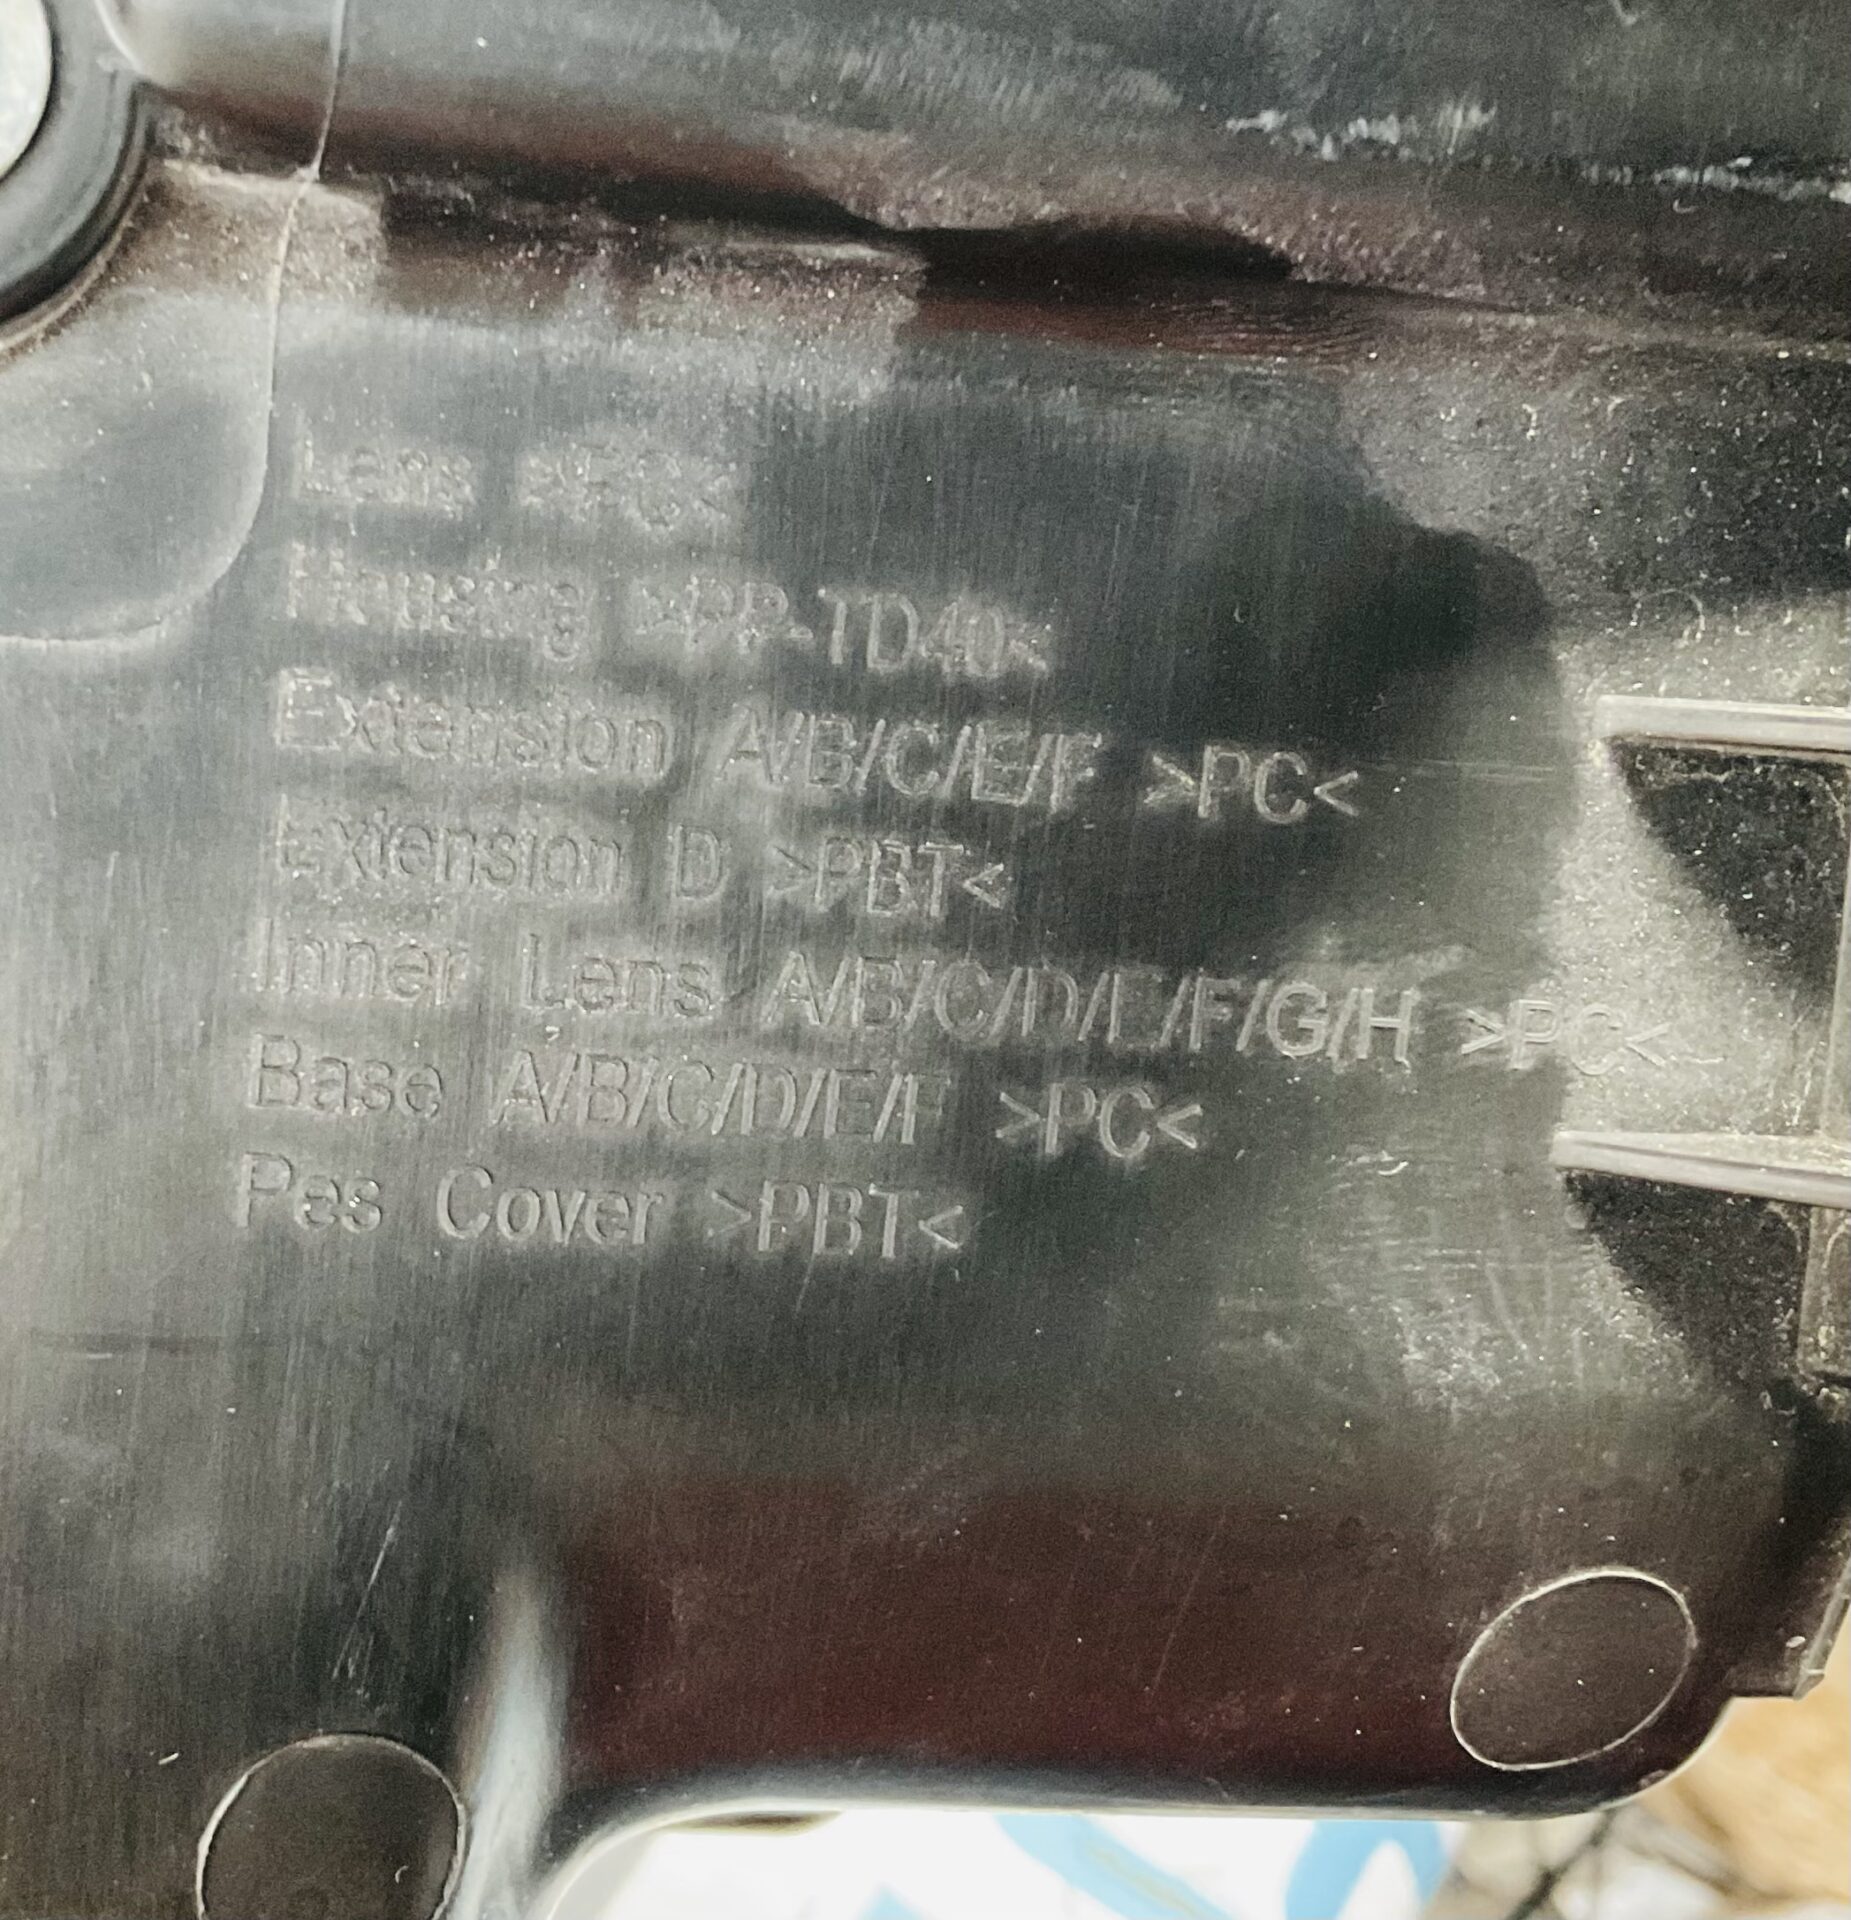 Lens >PC<
Housing >PP-TD40<
Extension A/B/C/E/F >PC<
Extension D >PBT<
Inner Lens A/B/C/D/E/F/G/H >PC<
Base A/B/C/D/E/F >PC<
Pes Cover >PBT<